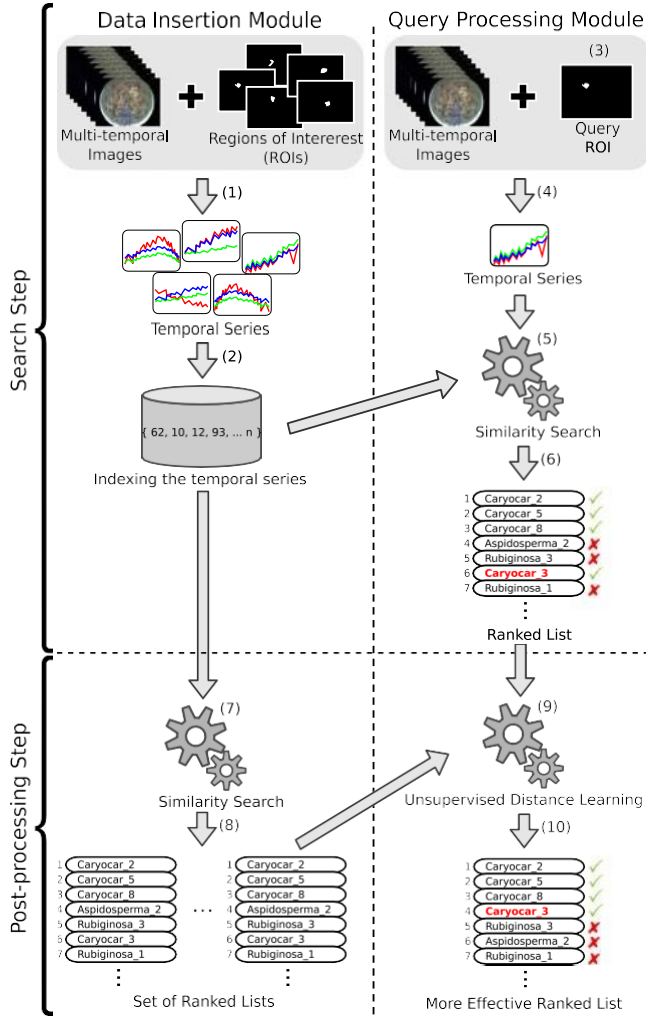 Data Insertion Module
Query Processing Module
Multi-temporal
Images
Regions of Intererest
(ROIs)
Multi-temporal
Images
(3)
Query
ROI
(1)
(4)
Temporal Series
Temporal Series
(2)
(5)
{ 62, 10, 12, 93, ... n }
Indexing the temporal series
Similarity Search
(6)
1 Caryocar_2
2 Caryocar_5
3 Caryocar_8
4 Aspidosperma_2
5 Rubiginosa_3
6 Caryocar_3
7 Rubiginosa_1
Ranked List
Search Step
Post-processing Step
(7)
Similarity Search
(8)
(9)
Unsupervised Distance Learning
(10)
1 Caryocar_2
2 Caryocar_5
3 Caryocar_8
4 Aspidosperma_2
5 Rubiginosa_3
6 Caryocar_3
7 Rubiginosa_1
...
1 Caryocar_2
2 Caryocar_5
3 Caryocar_8
4 Aspidosperma_2
5 Rubiginosa_3
6 Caryocar_3
7 Rubiginosa_1
Set of Ranked Lists
1 Caryocar_2
2 Caryocar_5
3 Caryocar_8
4 Caryocar_3
5 Rubiginosa_3
6 Aspidosperma_2
7 Rubiginosa_1
More Effective Ranked List